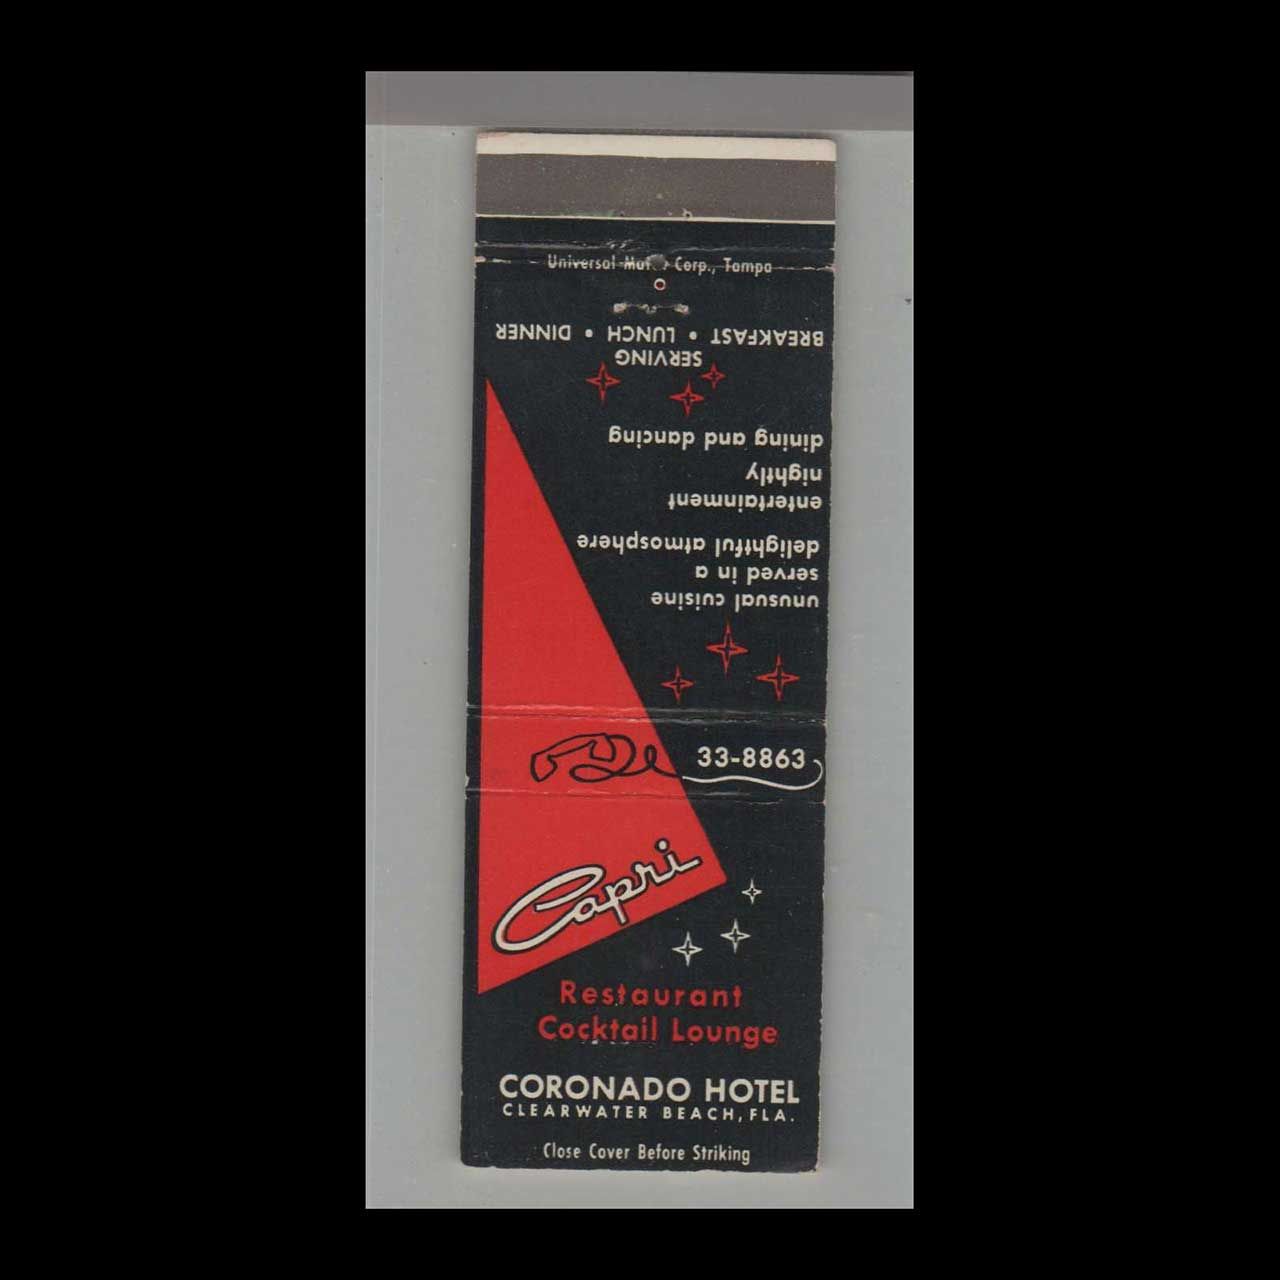 Universal Match Corp., Tampa
unusual cuisine
served in a
delightful atmosphere
entertainment
nightly
dining and dancing
SERVING
BREAKFAST • LUNCH • DINNER
33-8863
Capri
Restaurant
Cocktail Lounge
CORONADO HOTEL
CLEARWATER BEACH, FLA.
Close Cover Before Striking